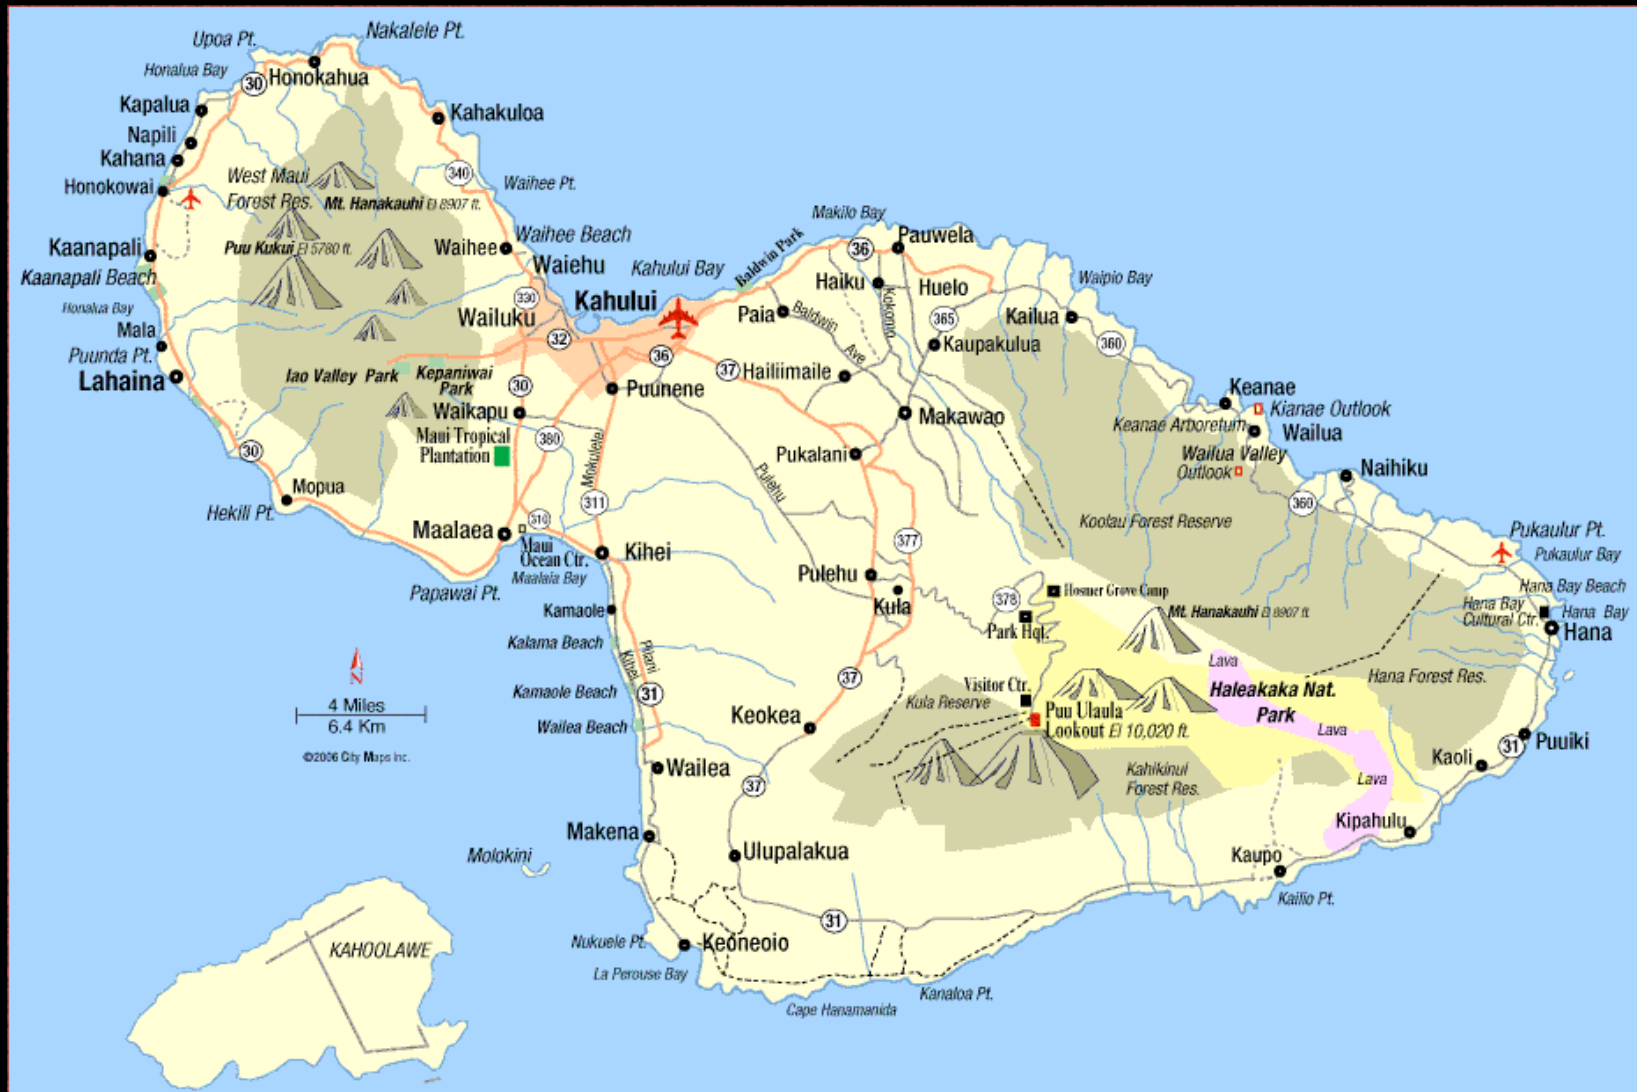 Upoa Pt.
Nakalele Pt.
Honalua Bay
30
Honokahua
Kapalua
Kahakuloa
Napili
Kahana
Honokowai
West Maui
Forest Res.
Mt. Hanakauhi El 8907 ft.
340
Waihee Pt.
Kaanapali
Puu Kukui El 5780 ft.
Waihee
Waihee Beach
Waiehu
Kaanapali Beach
Honalua Bay
Mala
Puunda Pt.
Lahaina
330
Kahului
Kahului Bay
Wailuku
32
36
Iao Valley Park
Kepaniwai
Park
30
Puunene
Waikapu
Maui Tropical
Plantation
380
Mokulele
30
Mopua
Hekili Pt.
311
310
Maalaea
Maui
Ocean Ctr.
Maalaia Bay
Kihei
Papawai Pt.
Baldwin Park
Makilo Bay
36
Pauwela
Haiku
Huelo
Paia
Baldwin
Ave
Kokomo
365
Kaupakulua
37
Hailiimaile
Makawao
Pukalani
Pulehu
377
Pulehu
Kula
Waipio Bay
Kailua
360
Keanae
Kianae Outlook
Keanae Arboretum
Wailua
Wailua Valley
Outlook
Naihiku
360
Koolau Forest Reserve
Pukaulur Pt.
Pukaulur Bay
Hana Bay Beach
Hana Bay
Cultural Ctr.
Hana Bay
Hana
378
Hosmer Grove Camp
Park Hqt.
Mt. Hanakauhi El 8907 ft.
Lava
Hana Forest Res.
Haleakaka Nat.
Park
Visitor Ctr.
Kula Reserve
Puu Ulaula
Lookout El 10,020 ft.
Lava
Kahikinui
Forest Res.
Lava
Kaoli
31
Puuiki
Kipahulu
Kaupo
Kailio Pt.
Kamaole
Kalama Beach
Kihei
Pilani
Kamaole Beach
31
Wailea Beach
37
Keokea
Wailea
37
Makena
Ulupalakua
Molokini
31
Nukuele Pt.
Keoneoio
La Perouse Bay
Cape Hanamanida
Kanaloa Pt.
N
4 Miles
6.4 Km
©2006 City Maps Inc.
KAHOOLAWE